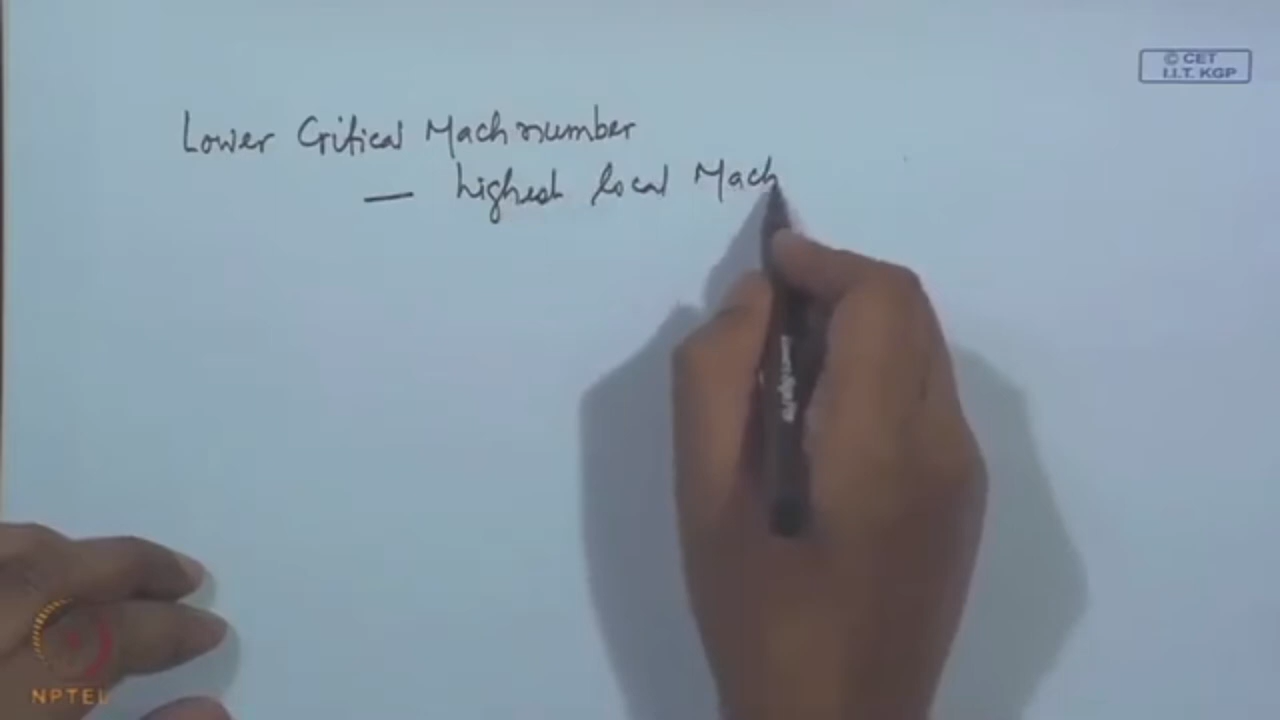 © CET
I.I.T. KGP
Lower Critical Mach number
— highest local Mach
NPTEL